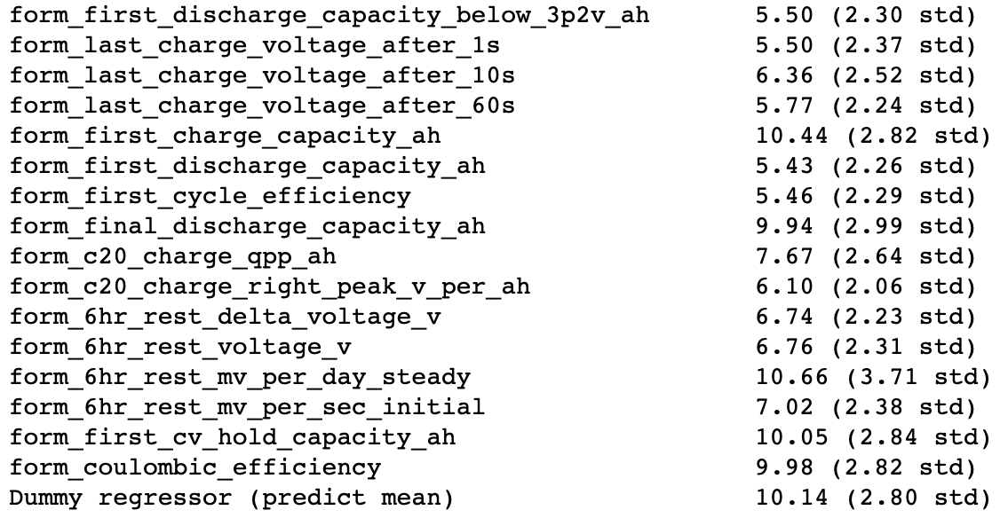 form_first_discharge_capacity_below_3p2v_ah 5.50 (2.30 std)
form_last_charge_voltage_after_1s 5.50 (2.37 std)
form_last_charge_voltage_after_10s 6.36 (2.52 std)
form_last_charge_voltage_after_60s 5.77 (2.24 std)
form_first_charge_capacity_ah 10.44 (2.82 std)
form_first_discharge_capacity_ah 5.43 (2.26 std)
form_first_cycle_efficiency 5.46 (2.29 std)
form_final_discharge_capacity_ah 9.94 (2.99 std)
form_c20_charge_qpp_ah 7.67 (2.64 std)
form_c20_charge_right_peak_v_per_ah 6.10 (2.06 std)
form_6hr_rest_delta_voltage_v 6.74 (2.23 std)
form_6hr_rest_voltage_v 6.76 (2.31 std)
form_6hr_rest_mv_per_day_steady 10.66 (3.71 std)
form_6hr_rest_mv_per_sec_initial 7.02 (2.38 std)
form_first_cv_hold_capacity_ah 10.05 (2.84 std)
form_coulombic_efficiency 9.98 (2.82 std)
Dummy regressor (predict mean) 10.14 (2.80 std)